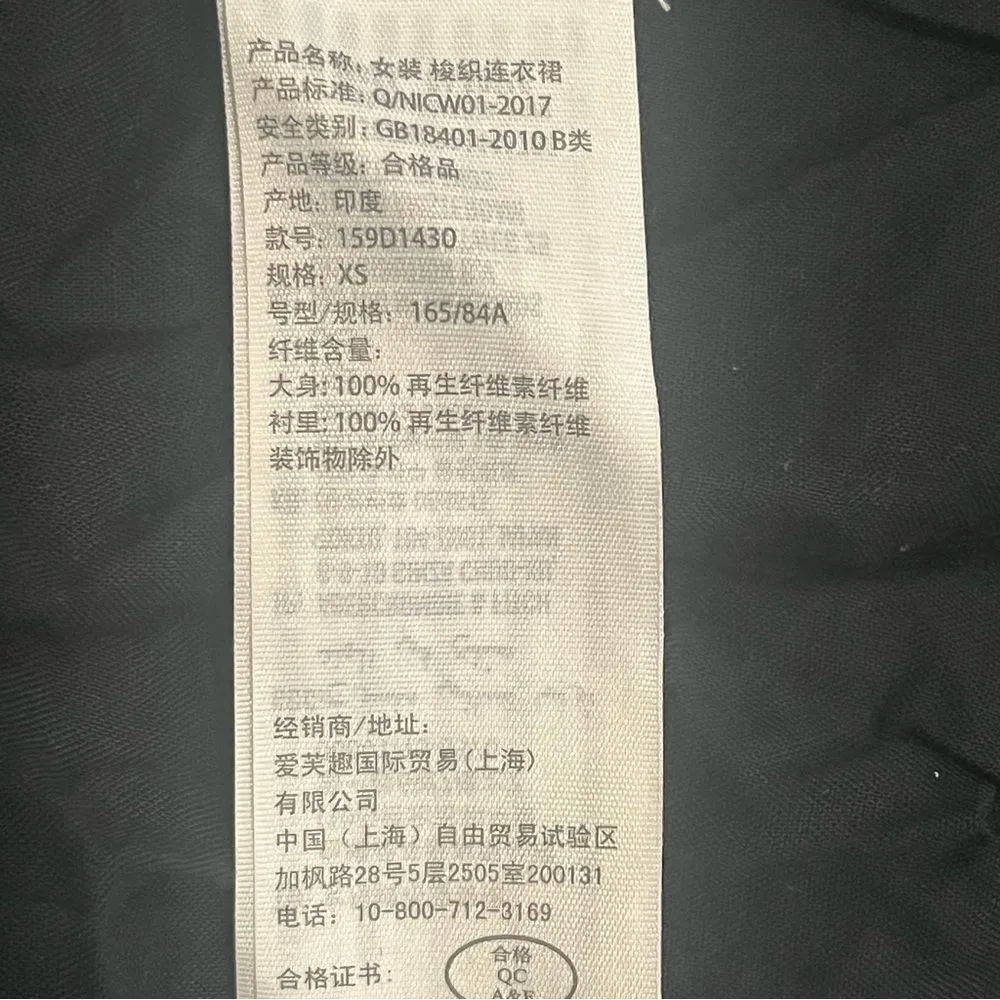 产品名称: 女装 梭织连衣裙
产品标准: Q/NICW01-2017
安全类别: GB18401-2010 B类
产品等级: 合格品
产地: 印度
款号: 159D1430
规格: XS
号型/规格: 165/84A
纤维含量:
大身: 100% 再生纤维素纤维
衬里: 100% 再生纤维素纤维
装饰物除外
经销商/地址:
爱芙趣国际贸易(上海)
有限公司
中国（上海）自由贸易试验区
加枫路28号5层2505室200131
电话: 10-800-712-3169
合格证书:
合格
QC
A&F